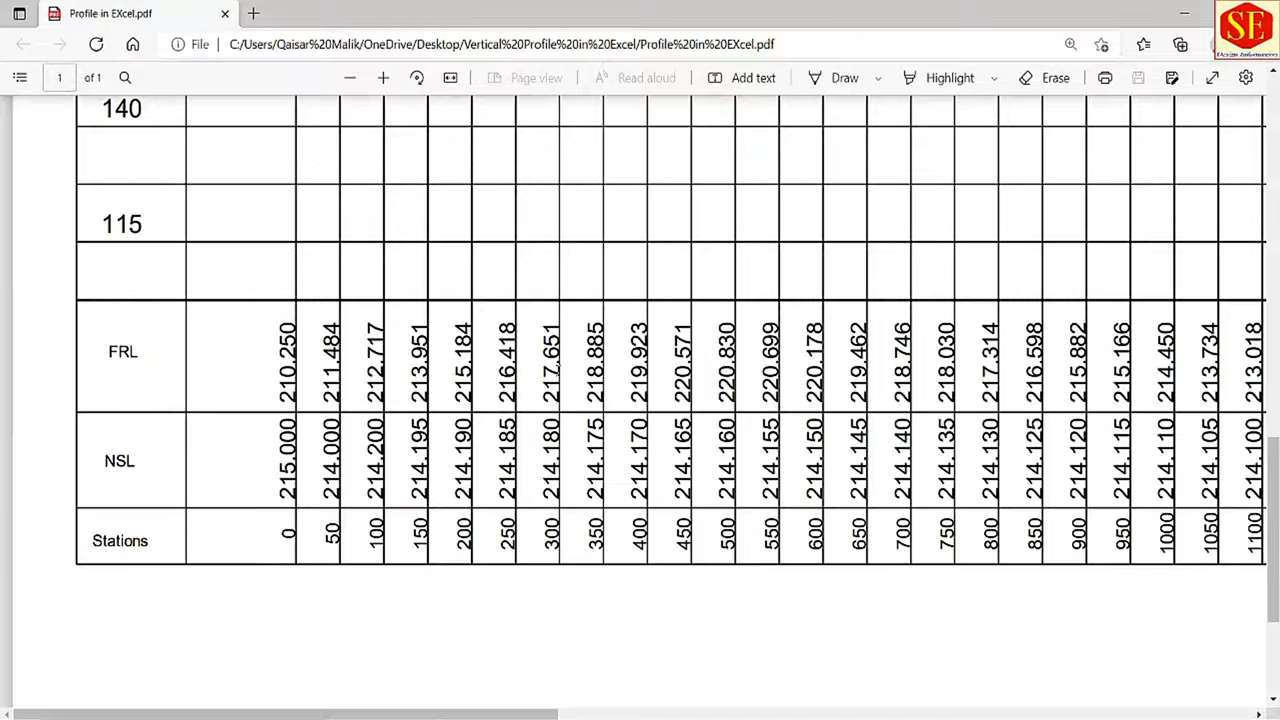 Profile in EXcel.pdf
SE
File C:/Users/Qaisar%20Malik/OneDrive/Desktop/Vertical%20Profile%20in%20Excel/Profile%20in%20EXcel.pdf
1 of 1 Page view Read aloud Add text Draw Highlight Erase
140
115
FRL 210.250 211.484 212.717 213.951 215.184 216.418 217.651 218.885 219.923 220.571 220.830 220.699 220.178 219.462 218.746 218.030 217.314 216.598 215.882 215.166 214.450 213.734 213.018
NSL 215.000 214.000 214.200 214.195 214.190 214.185 214.180 214.175 214.170 214.165 214.160 214.155 214.150 214.145 214.140 214.135 214.130 214.125 214.120 214.115 214.110 214.105 214.100
Stations 0 50 100 150 200 250 300 350 400 450 500 550 600 650 700 750 800 850 900 950 1000 1050 1100